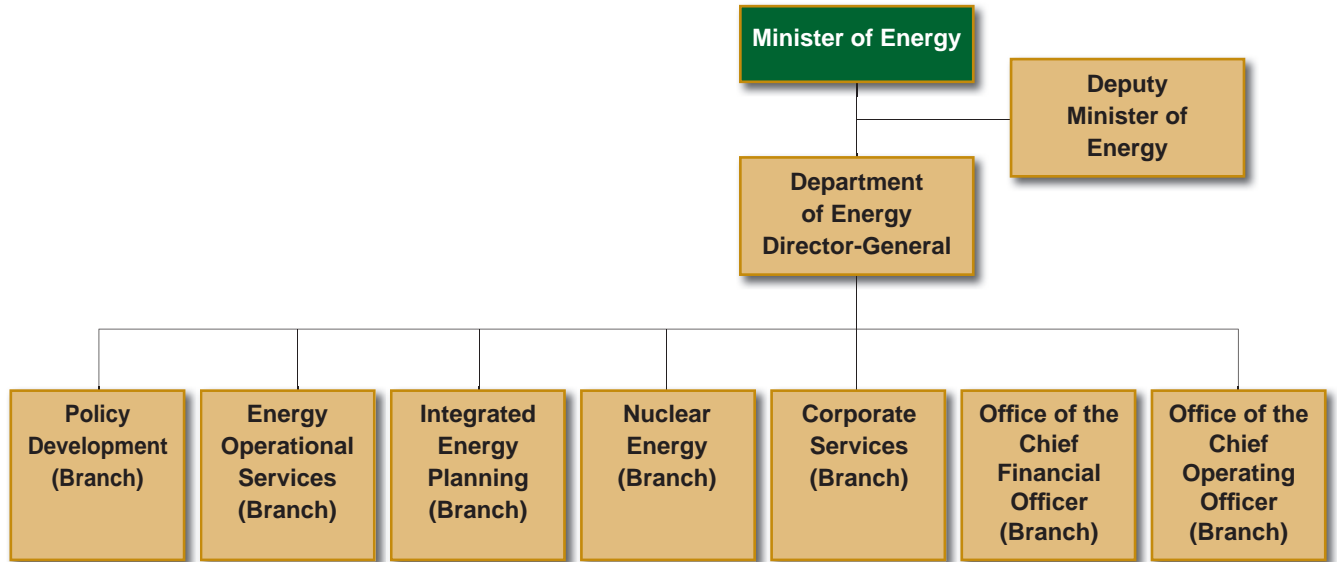 Minister of Energy
Deputy
Minister of
Energy
Department
of Energy
Director-General
Policy
Development
(Branch)
Energy
Operational
Services
(Branch)
Integrated
Energy
Planning
(Branch)
Nuclear
Energy
(Branch)
Corporate
Services
(Branch)
Office of the
Chief
Financial
Officer
(Branch)
Office of the
Chief
Operating
Officer
(Branch)